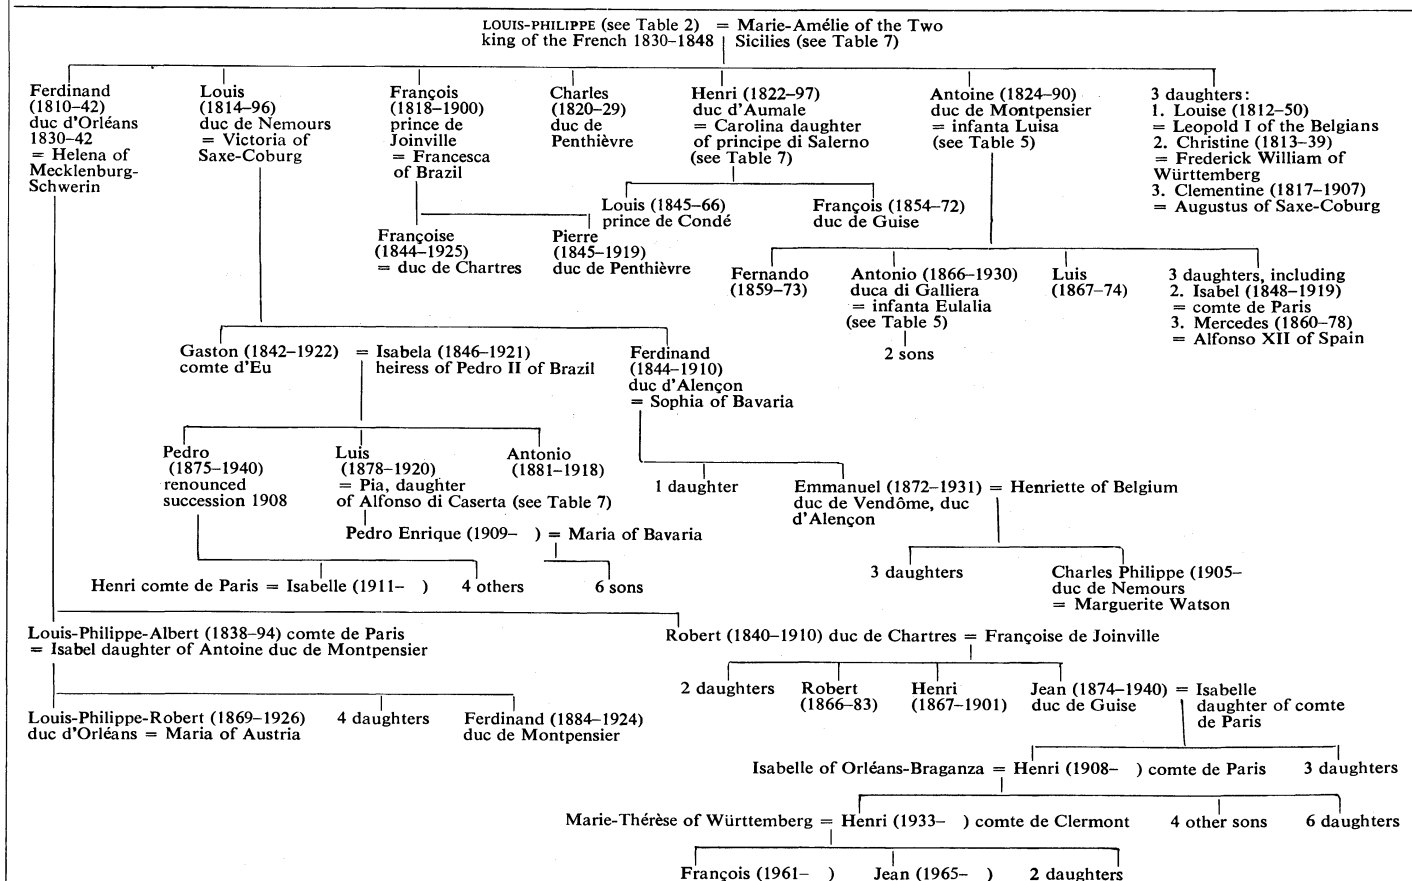 LOUIS-PHILIPPE (see Table 2) = Marie-Amélie of the Two
king of the French 1830–1848 Sicilies (see Table 7)
Ferdinand
(1810–42)
duc d'Orléans
1830–42
= Helena of
Mecklenburg-
Schwerin
Louis
(1814–96)
duc de Nemours
= Victoria of
Saxe-Coburg
François
(1818–1900)
prince de
Joinville
= Francesca
of Brazil
Charles
(1820–29)
duc de
Penthièvre
Henri (1822–97)
duc d'Aumale
= Carolina daughter
of principe di Salerno
(see Table 7)
Antoine (1824–90)
duc de Montpensier
= infanta Luisa
(see Table 5)
3 daughters:
1. Louise (1812–50)
= Leopold I of the Belgians
2. Christine (1813–39)
= Frederick William of
Württemberg
3. Clementine (1817–1907)
= Augustus of Saxe-Coburg
Louis (1845–66)
prince de Condé
François (1854–72)
duc de Guise
Françoise
(1844–1925)
= duc de Chartres
Pierre
(1845–1919)
duc de Penthièvre
Fernando
(1859–73)
Antonio (1866–1930)
duca di Galliera
= infanta Eulalia
(see Table 5)
2 sons
Luis
(1867–74)
3 daughters, including
2. Isabel (1848–1919)
= comte de Paris
3. Mercedes (1860–78)
= Alfonso XII of Spain
Gaston (1842–1922) = Isabela (1846–1921)
comte d'Eu heiress of Pedro II of Brazil
Ferdinand
(1844–1910)
duc d'Alençon
= Sophia of Bavaria
Pedro
(1875–1940)
renounced
succession 1908
Luis
(1878–1920)
= Pia, daughter
of Alfonso di Caserta (see Table 7)
Antonio
(1881–1918)
1 daughter
Emmanuel (1872–1931) = Henriette of Belgium
duc de Vendôme, duc
d'Alençon
Pedro Enrique (1909– ) = Maria of Bavaria
3 daughters
Charles Philippe (1905–
duc de Nemours
= Marguerite Watson
Henri comte de Paris = Isabelle (1911– ) 4 others 6 sons
Louis-Philippe-Albert (1838–94) comte de Paris
= Isabel daughter of Antoine duc de Montpensier
Robert (1840–1910) duc de Chartres = Françoise de Joinville
2 daughters
Robert
(1866–83)
Henri
(1867–1901)
Jean (1874–1940) = Isabelle
duc de Guise daughter of comte
de Paris
Louis-Philippe-Robert (1869–1926)
duc d'Orléans = Maria of Austria
4 daughters
Ferdinand (1884–1924)
duc de Montpensier
Isabelle of Orléans-Braganza = Henri (1908– ) comte de Paris 3 daughters
Marie-Thérèse of Württemberg = Henri (1933– ) comte de Clermont 4 other sons 6 daughters
François (1961– ) Jean (1965– ) 2 daughters